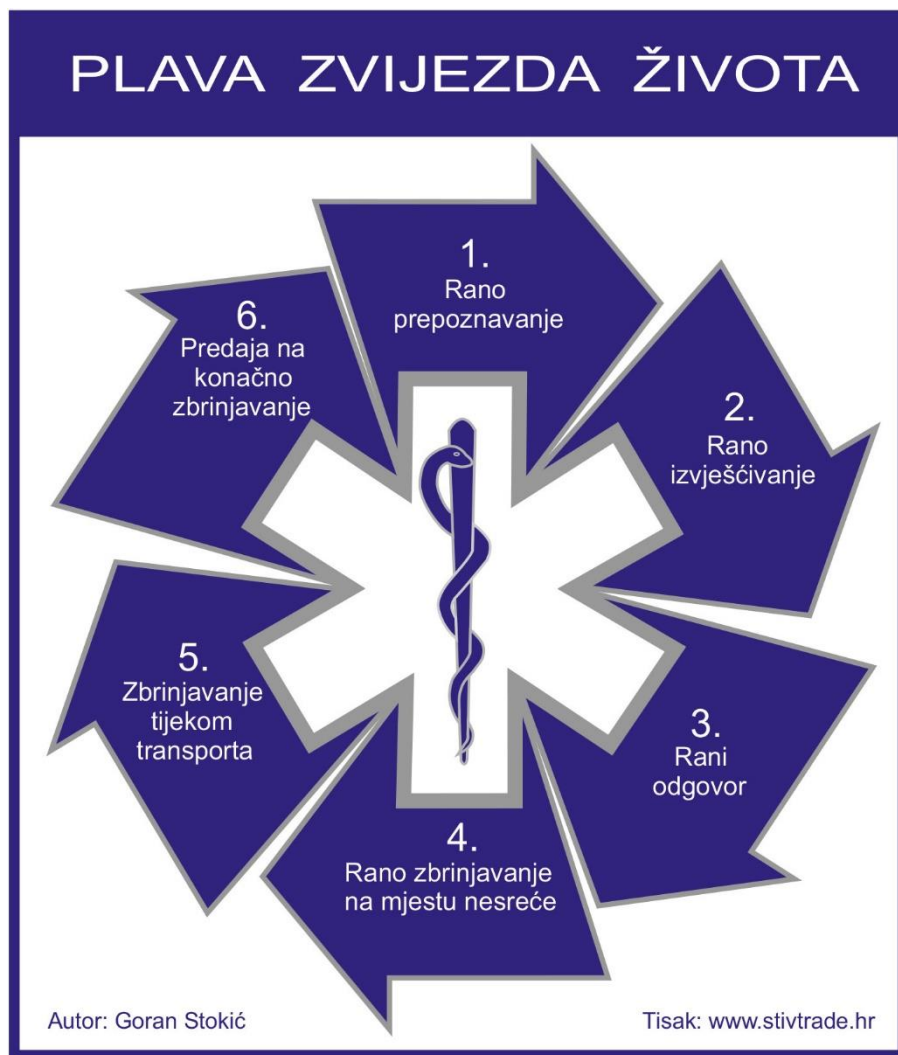 PLAVA ZVIJEZDA ŽIVOTA
1.
Rano
prepoznavanje
2.
Rano
izvješćivanje
3.
Rani
odgovor
4.
Rano zbrinjavanje
na mjestu nesreće
5.
Zbrinjavanje
tijekom
transporta
6.
Predaja na
konačno
zbrinjavanje
Autor: Goran Stokić
Tisak: www.stivtrade.hr